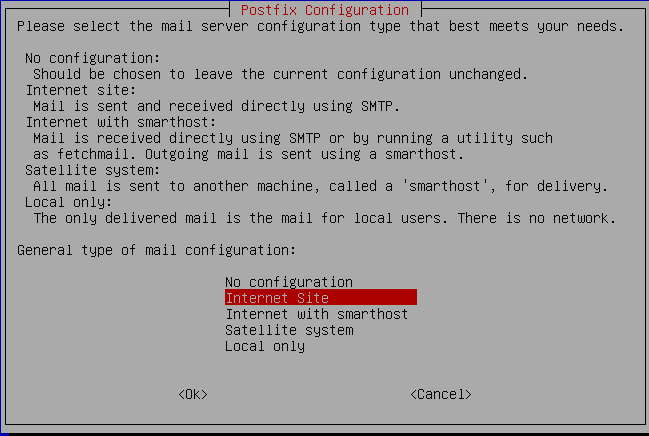 Postfix Configuration
Please select the mail server configuration type that best meets your needs.
No configuration:
Should be chosen to leave the current configuration unchanged.
Internet site:
Mail is sent and received directly using SMTP.
Internet with smarthost:
Mail is received directly using SMTP or by running a utility such
as fetchmail. Outgoing mail is sent using a smarthost.
Satellite system:
All mail is sent to another machine, called a 'smarthost', for delivery.
Local only:
The only delivered mail is the mail for local users. There is no network.
General type of mail configuration:
No configuration
Internet Site
Internet with smarthost
Satellite system
Local only
<Ok> <Cancel>